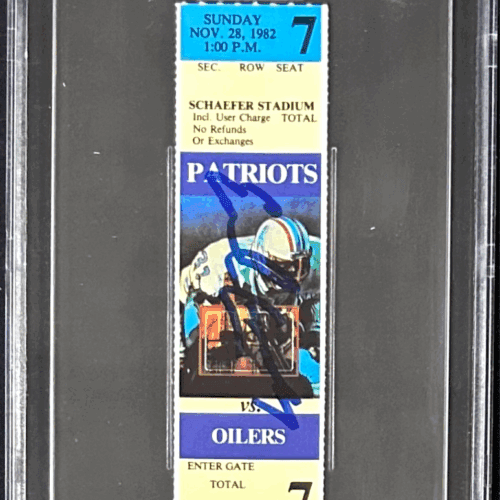 SUNDAY
NOV. 28, 1982
1:00 P.M.
7
SEC. ROW SEAT
SCHAEFER STADIUM
Incl. User Charge TOTAL
No Refunds
Or Exchanges
PATRIOTS
vs.
OILERS
ENTER GATE
TOTAL
7